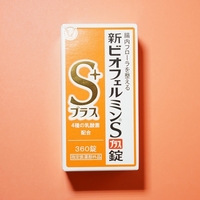 腸内フローラを整える
新ビオフェルミンSプラス錠
S+
プラス
4種の乳酸菌
配合
360錠
指定医薬部外品